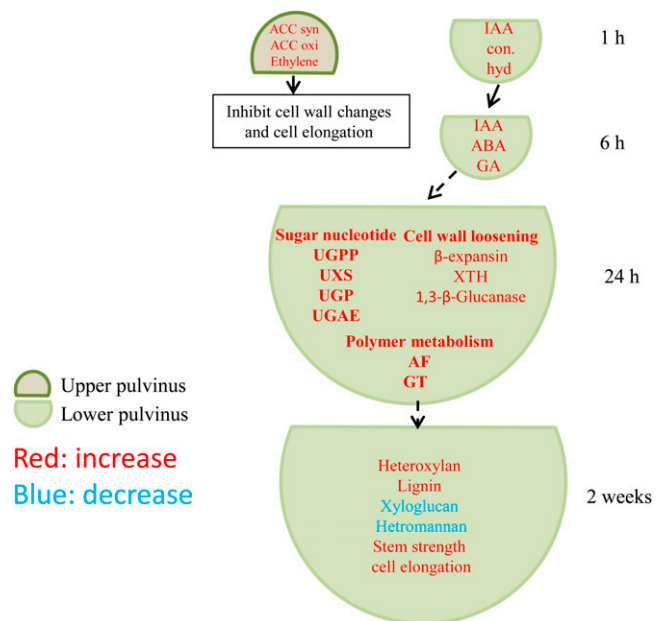 ACC syn
ACC oxi
Ethylene
IAA
con.
hyd
1 h
Inhibit cell wall changes
and cell elongation
IAA
ABA
GA
6 h
Sugar nucleotide
UGPP
UXS
UGP
UGAE
Cell wall loosening
β-expansin
XTH
1,3-β-Glucanase
24 h
Polymer metabolism
AF
GT
Upper pulvinus
Lower pulvinus
Red: increase
Blue: decrease
Heteroxylan
Lignin
Xyloglucan
Hetromannan
Stem strength
cell elongation
2 weeks